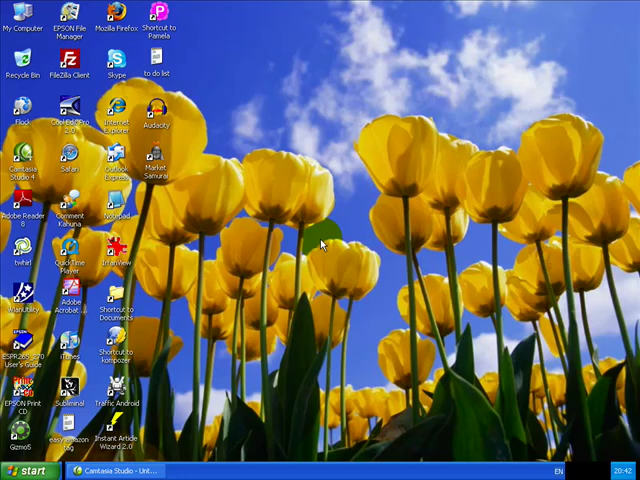 My Computer
EPSON File
Manager
Mozilla Firefox
Shortcut to
Pamela
Recycle Bin
FileZilla Client
Skype
to do list
Flock
Cool Edit Pro
2.0
Internet
Explorer
Audacity
Camtasia
Studio 4
Safari
Outlook
Express
Market
Samurai
Adobe Reader
8
Comment
Kahuna
Notepad
twhirl
QuickTime
Player
IrfanView
WlanUtility
Adobe
Acrobat...
Shortcut to
Documents
ESPR265_270
User's Guide
iTunes
Shortcut to
kompozer
EPSON Print
CD
Subliminal
Traffic Android
Gizmo5
easy amazon
tag
Instant Article
Wizard 2.0
start
Camtasia Studio - Unt...
EN
20:42